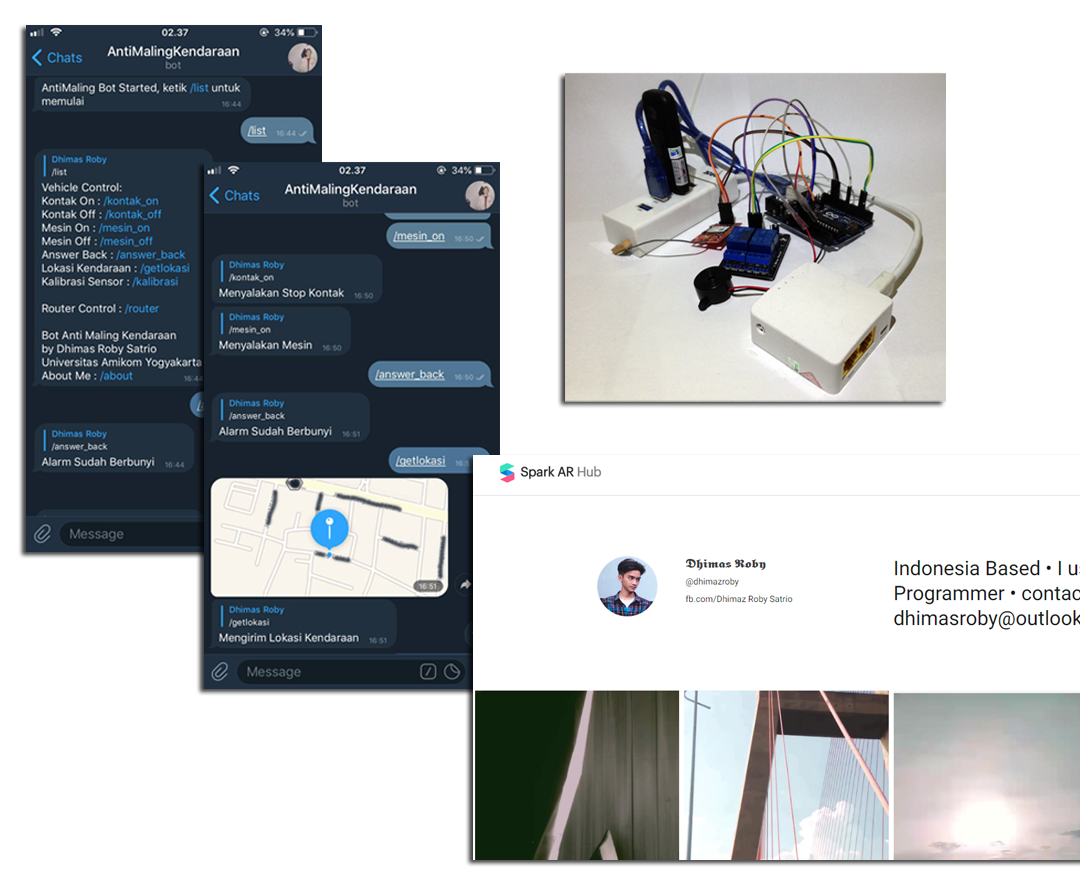 02.37
34%
Chats
AntiMalingKendaraan
bot
AntiMaling Bot Started, ketik /list untuk
memulai
16:44
/list
16:44
Dhimas Roby
/list
Vehicle Control:
Kontak On : /kontak_on
Kontak Off : /kontak_off
Mesin On : /mesin_on
Mesin Off : /mesin_off
Answer Back : /answer_back
Lokasi Kendaraan : /getlokasi
Kalibrasi Sensor : /kalibrasi
Router Control : /router
Bot Anti Maling Kendaraan
by Dhimas Roby Satrio
Universitas Amikom Yogyakarta
About Me : /about
16:44
Dhimas Roby
/answer_back
Alarm Sudah Berbunyi
16:44
Message
02.37
34%
Chats
AntiMalingKendaraan
bot
/mesin_on
16:50
Dhimas Roby
/kontak_on
Menyalakan Stop Kontak
16:50
Dhimas Roby
/mesin_on
Menyalakan Mesin
16:50
/answer_back
16:50
Dhimas Roby
/answer_back
Alarm Sudah Berbunyi
16:51
/getlokasi
16:51
Dhimas Roby
/getlokasi
Mengirim Lokasi Kendaraan
16:51
Message
Spark AR Hub
Dhimas Roby
@dhimazroby
fb.com/Dhimaz Roby Satrio
Indonesia Based • I us
Programmer • contac
dhimasroby@outlook